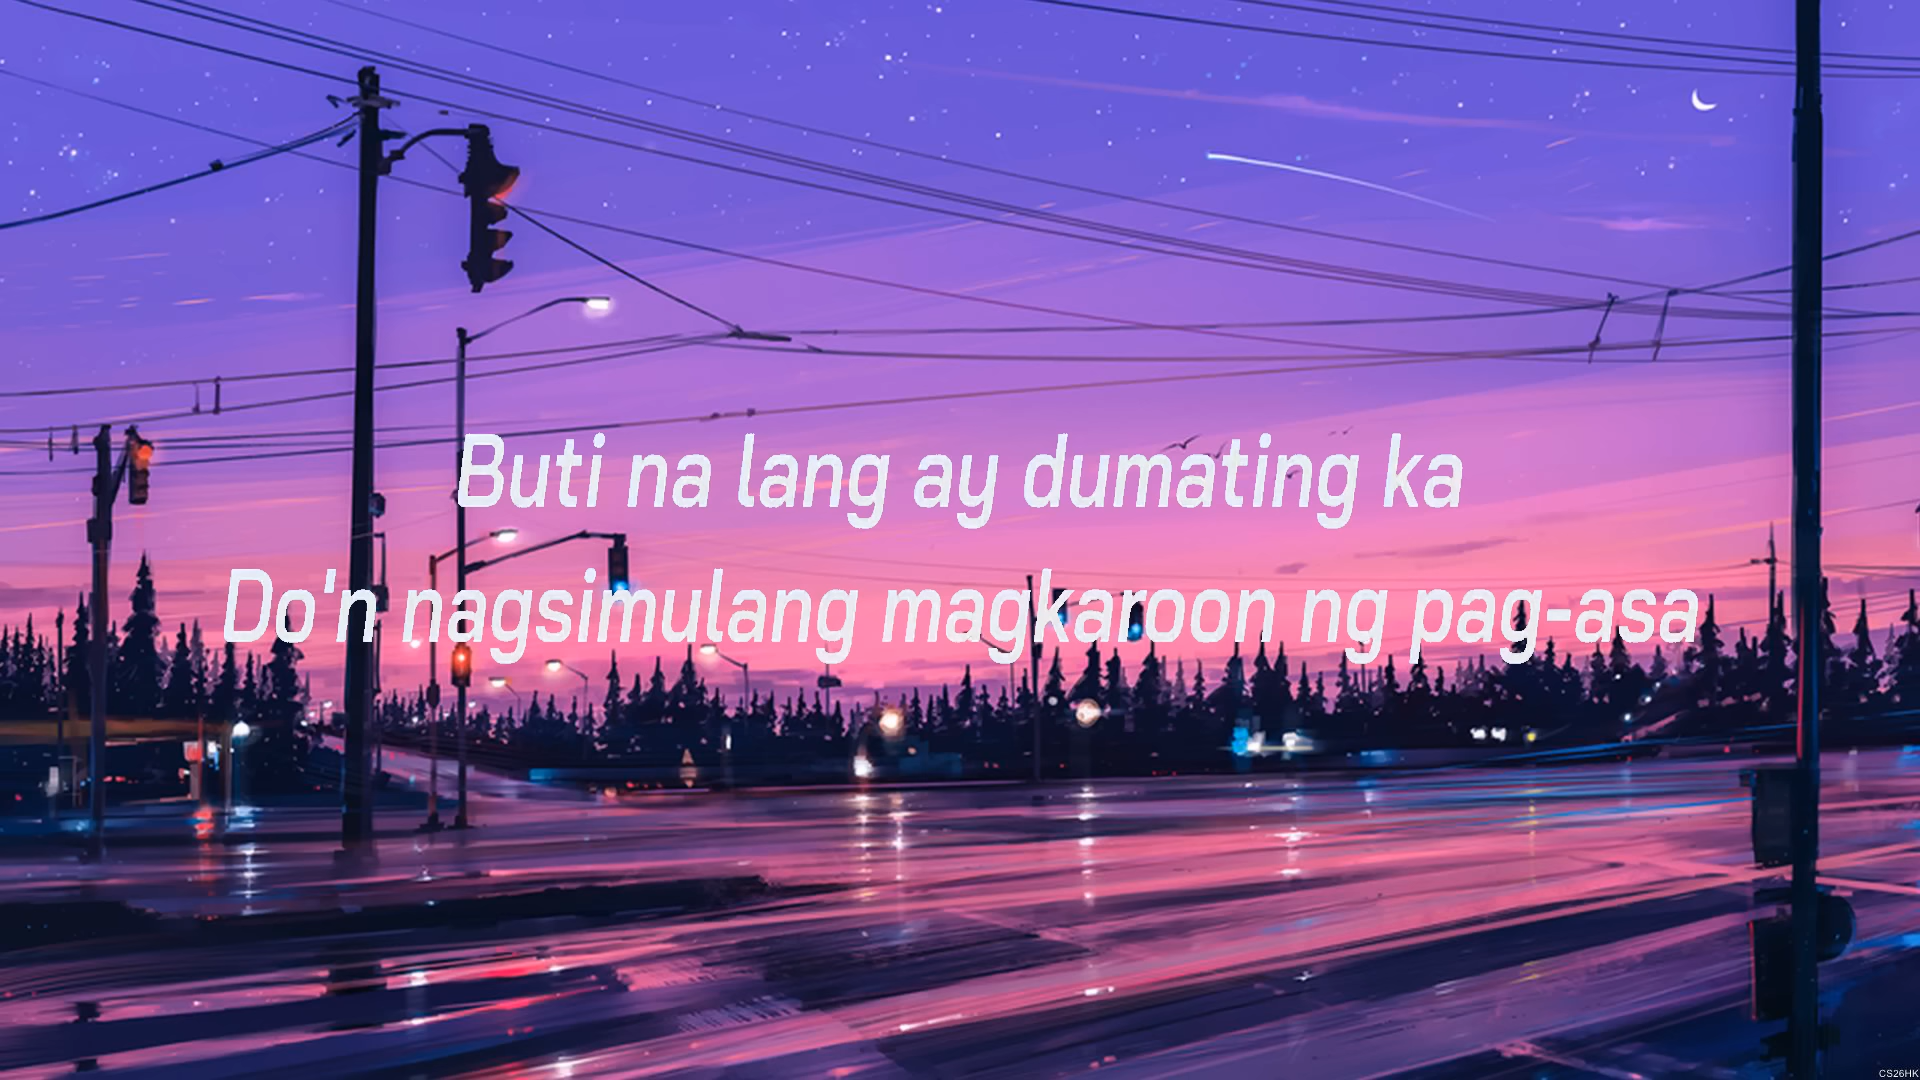 Buti na lang ay dumating ka
Do'n nagsimulang magkaroon ng pag-asa
CS26HK